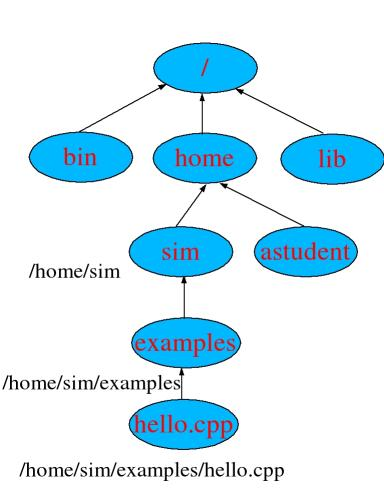 /
bin
home
lib
sim
astudent
/home/sim
examples
/home/sim/examples
hello.cpp
/home/sim/examples/hello.cpp